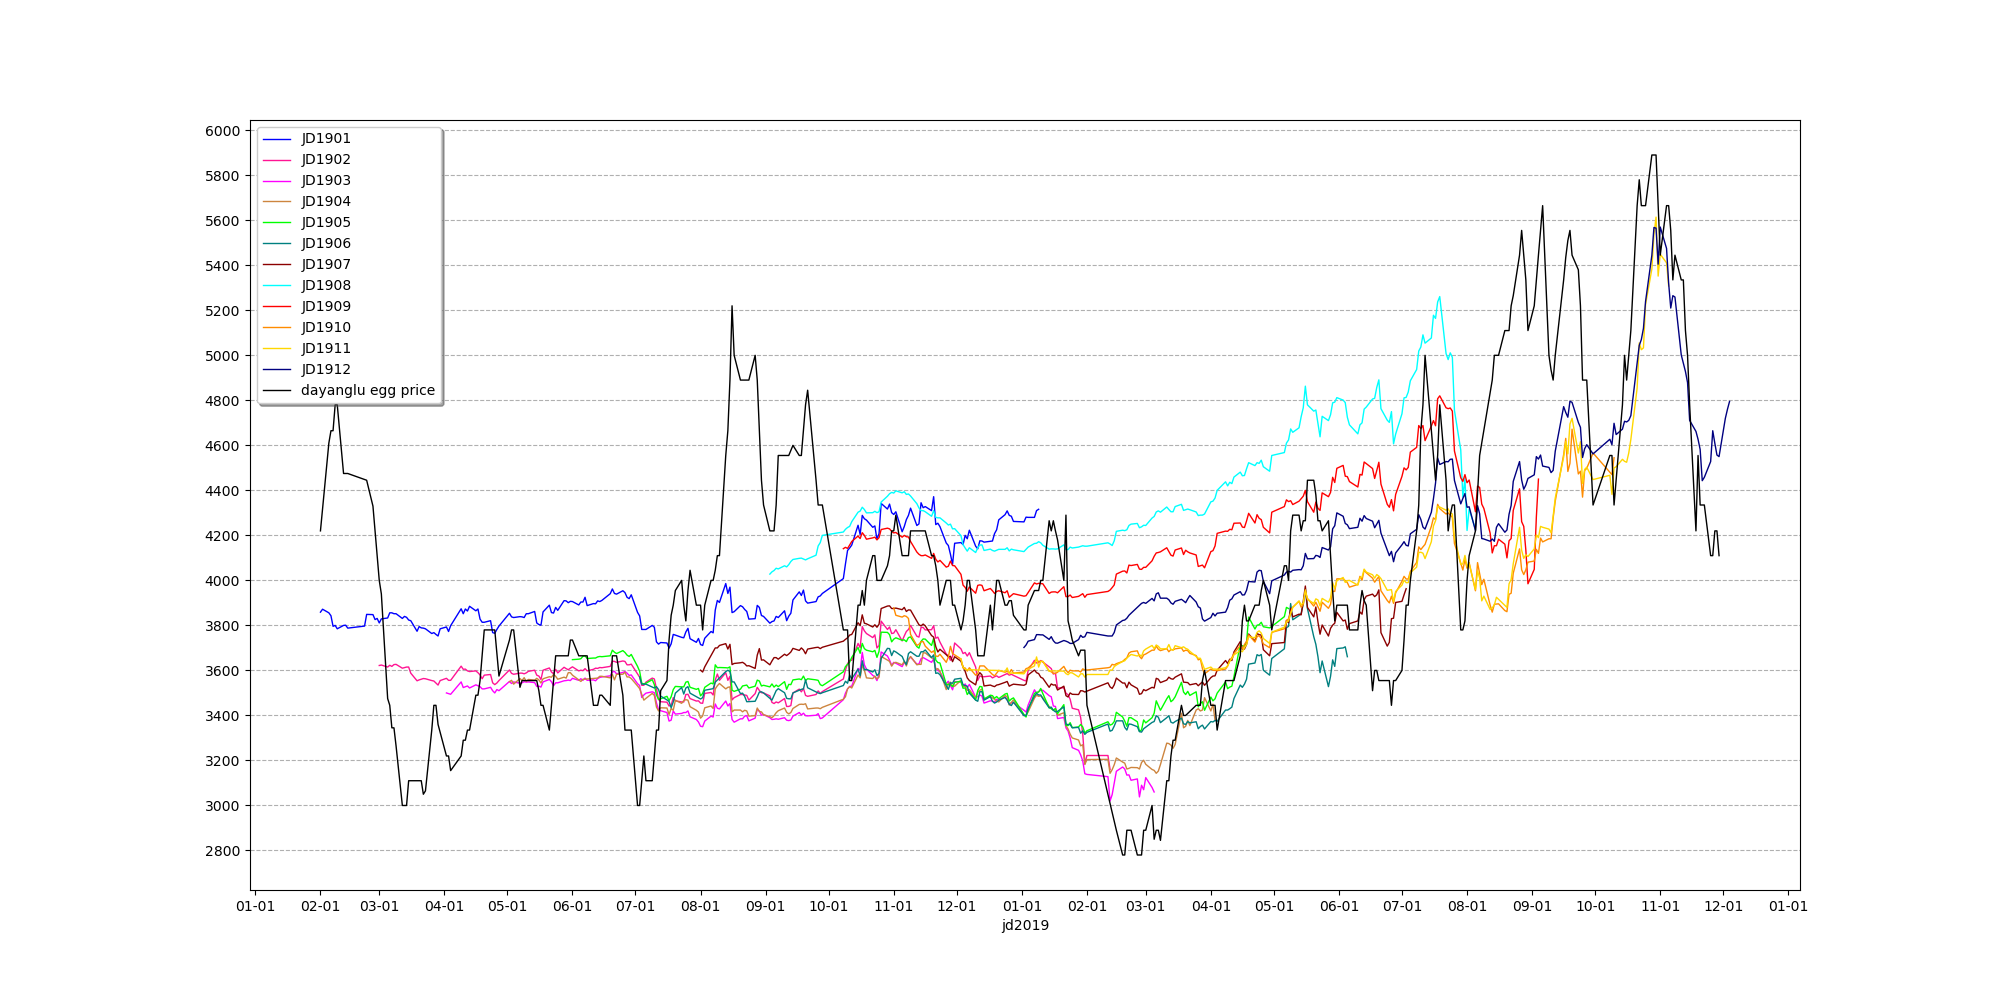 6000
5800
5600
5400
5200
5000
4800
4600
4400
4200
4000
3800
3600
3400
3200
3000
2800
JD1901
JD1902
JD1903
JD1904
JD1905
JD1906
JD1907
JD1908
JD1909
JD1910
JD1911
JD1912
dayanglu egg price
01-01 02-01 03-01 04-01 05-01 06-01 07-01 08-01 09-01 10-01 11-01 12-01 01-01 02-01 03-01 04-01 05-01 06-01 07-01 08-01 09-01 10-01 11-01 12-01 01-01
jd2019